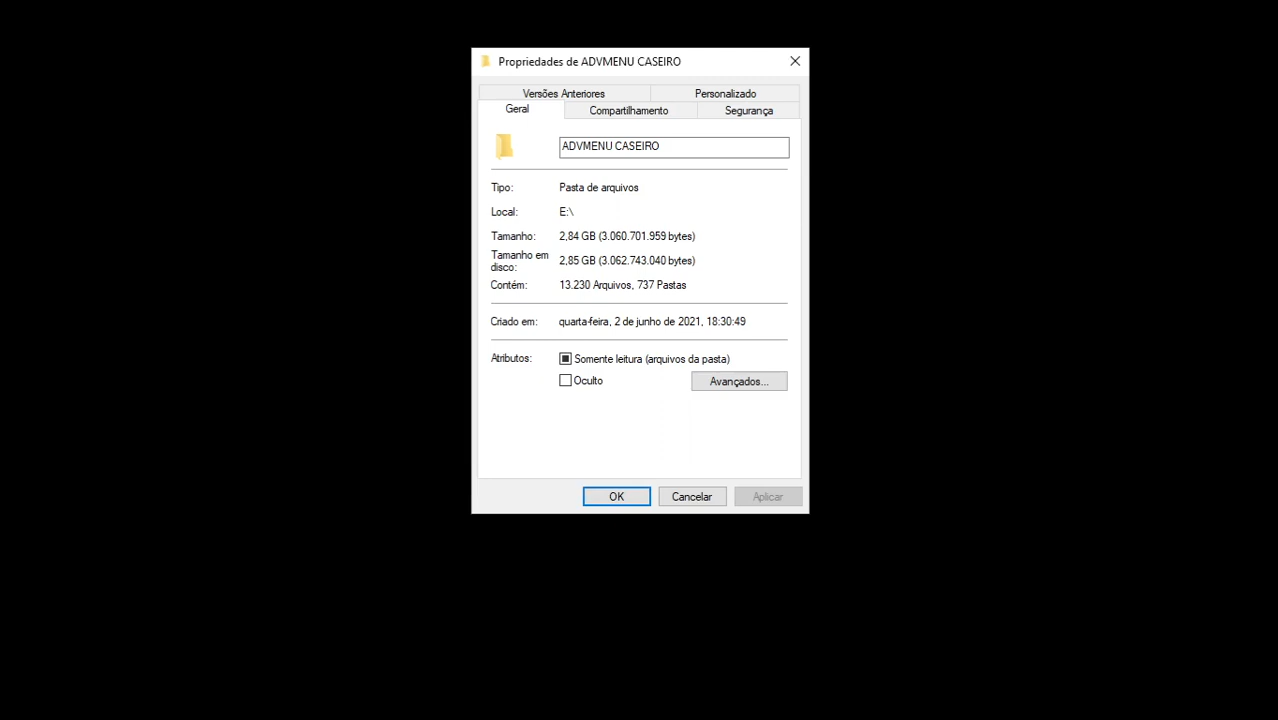 Propriedades de ADVMENU CASEIRO
Versões Anteriores Personalizado
Geral Compartilhamento Segurança
ADVMENU CASEIRO
Tipo: Pasta de arquivos
Local: E:\
Tamanho: 2,84 GB (3.060.701.959 bytes)
Tamanho em disco: 2,85 GB (3.062.743.040 bytes)
Contém: 13.230 Arquivos, 737 Pastas
Criado em: quarta-feira, 2 de junho de 2021, 18:30:49
Atributos: Somente leitura (arquivos da pasta)
Oculto Avançados...
OK Cancelar Aplicar